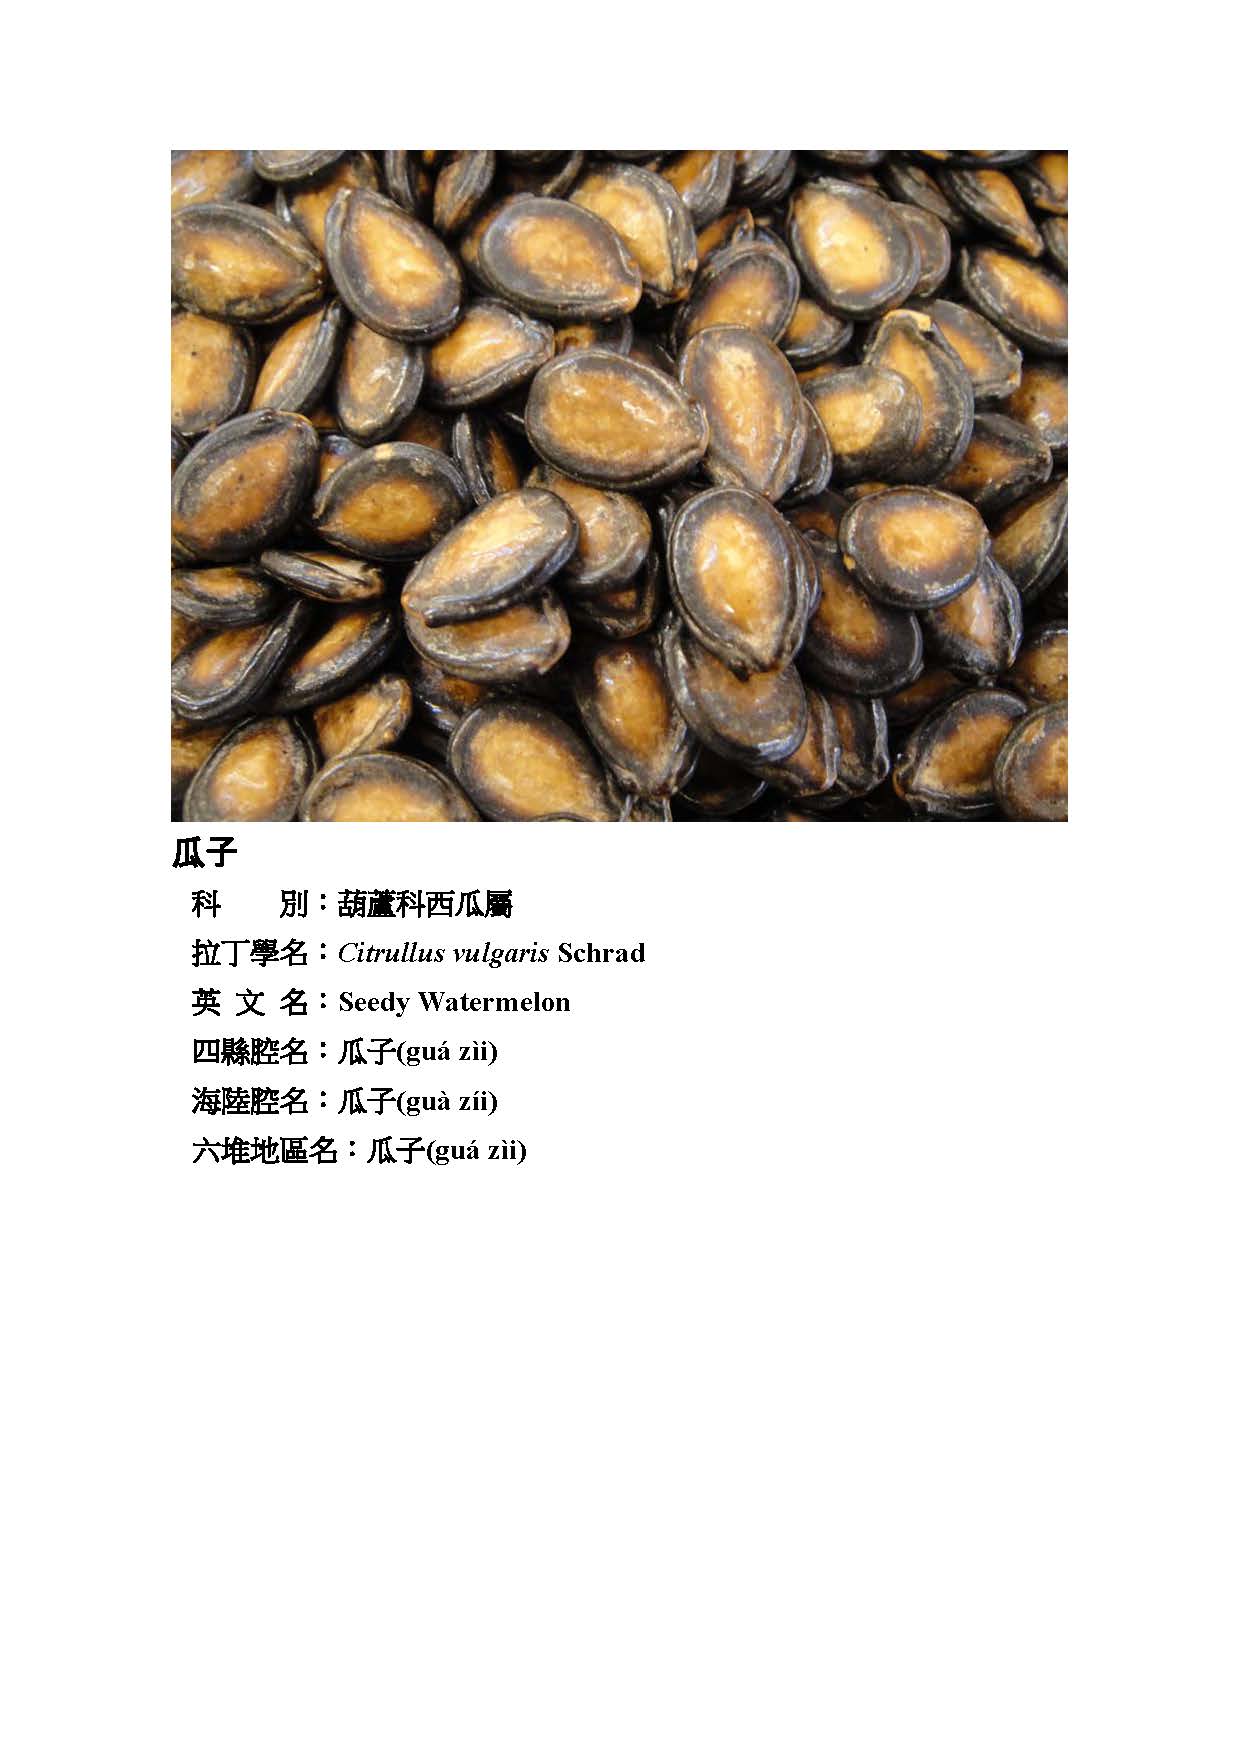 瓜子
科　　別：葫蘆科西瓜屬
拉丁學名：Citrullus vulgaris Schrad
英 文 名：Seedy Watermelon
四縣腔名：瓜子(guá zìi)
海陸腔名：瓜子(guà zíi)
六堆地區名：瓜子(guá zìi)